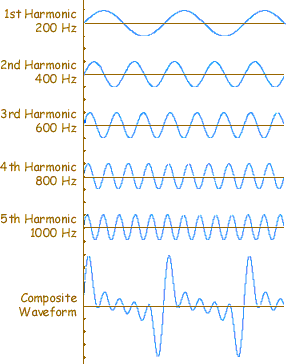 1st Harmonic
200 Hz
2nd Harmonic
400 Hz
3rd Harmonic
600 Hz
4th Harmonic
800 Hz
5th Harmonic
1000 Hz
Composite
Waveform